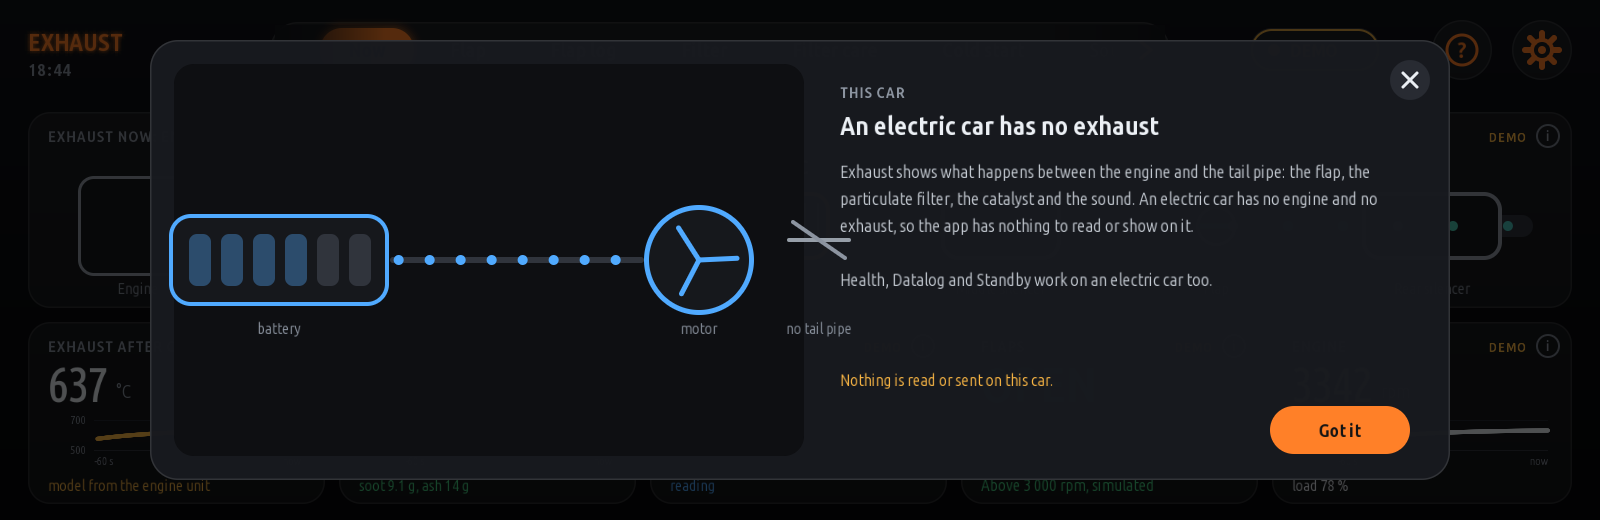 EXHAUST
18:44
?
EXHAUST NOW
DEMO
i
Engin
cer
EXHAUST AFTE
DEMO
i
637 °C
700
500
-60 s
now
model from the engine unit
soot 9.1 g, ash 14 g
reading
Above 3 000 rpm, simulated
load 78 %
battery
motor
no tail pipe
THIS CAR
An electric car has no exhaust
Exhaust shows what happens between the engine and the tail pipe: the flap, the
particulate filter, the catalyst and the sound. An electric car has no engine and no
exhaust, so the app has nothing to read or show on it.
Health, Datalog and Standby work on an electric car too.
Nothing is read or sent on this car.
Got it